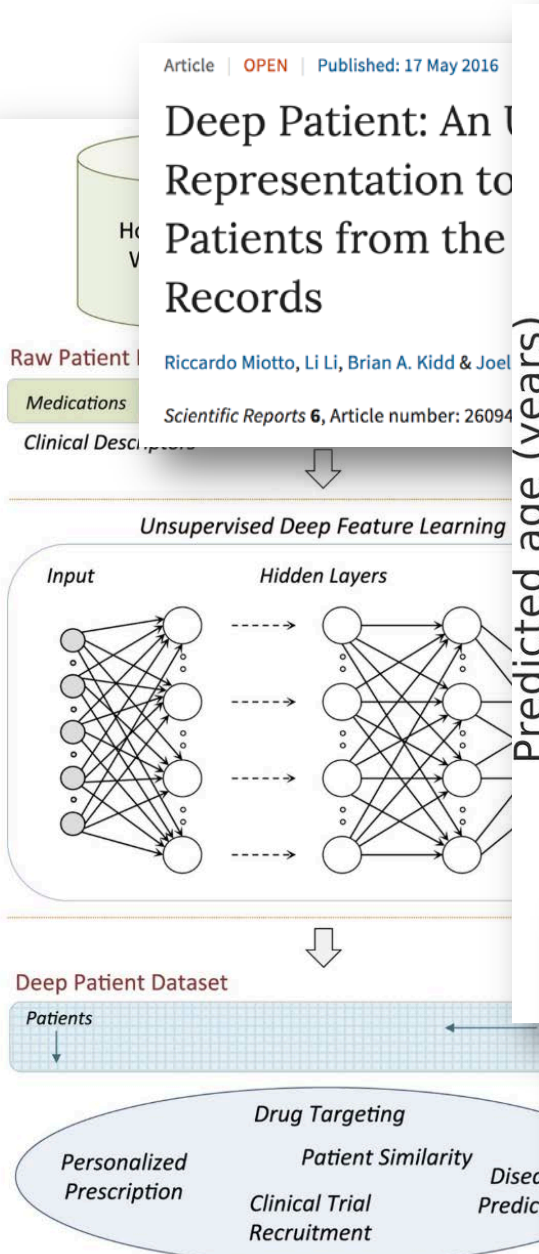 Article | OPEN | Published: 17 May 2016
Deep Patient: An
Representation to
Patients from the
Records
Riccardo Miotto, Li Li, Brian A. Kidd & Joel
Scientific Reports 6, Article number: 26094
Raw Patient
Medications
Clinical
Unsupervised Deep Feature Learning
Input Hidden Layers
Predicted age (years)
Deep Patient Dataset
Patients
Drug Targeting
Personalized
Prescription
Patient Similarity
Clinical Trial
Recruitment